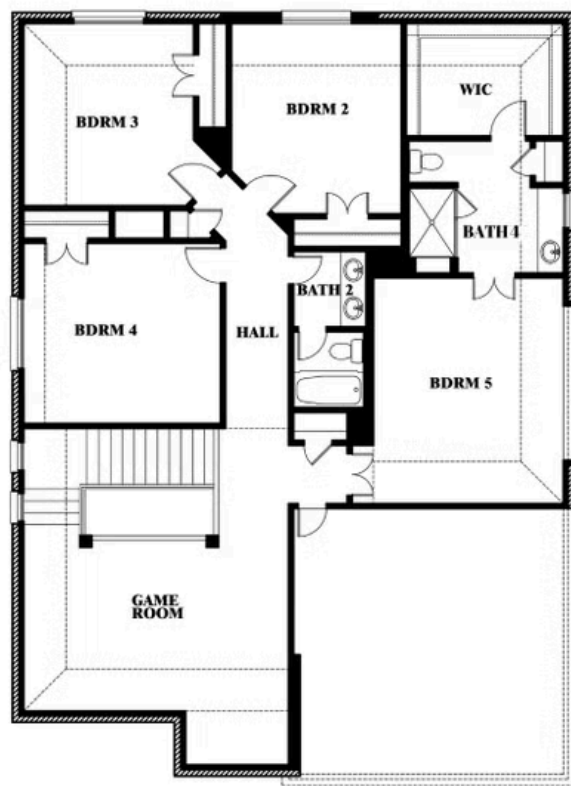 WIC
BDRM 2
BDRM 3
BATH 4
BATH 2
HALL
BDRM 4
BDRM 5
GAME
ROOM